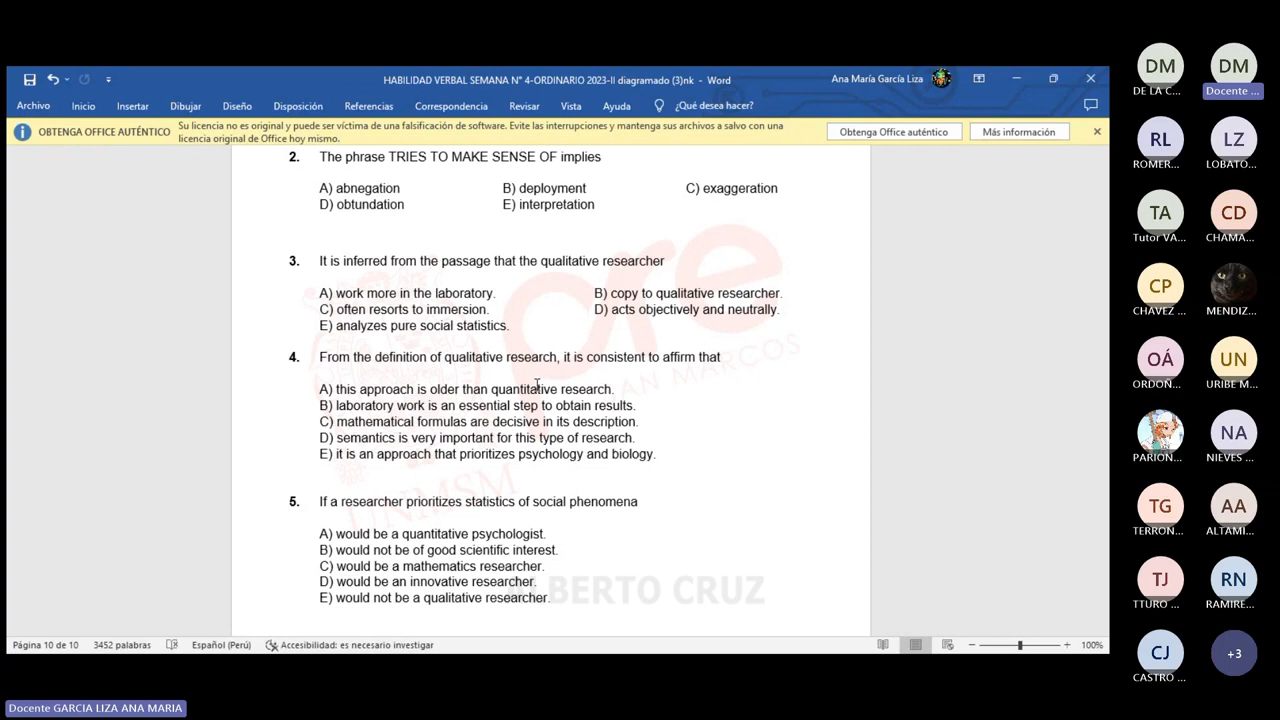 HABILIDAD VERBAL SEMANA N° 4-ORDINARIO 2023-II diagramado (3)nk - Word
Ana María García Liza
Archivo Inicio Insertar Dibujar Diseño Disposición Referencias Correspondencia Revisar Vista Ayuda ¿Qué desea hacer?
OBTENGA OFFICE AUTÉNTICO Su licencia no es original y puede ser víctima de una falsificación de software. Evite las interrupciones y mantenga sus archivos a salvo con una
licencia original de Office hoy mismo.
Obtenga Office auténtico Más información
2. The phrase TRIES TO MAKE SENSE OF implies
A) abnegation B) deployment C) exaggeration
D) obtundation E) interpretation
3. It is inferred from the passage that the qualitative researcher
A) work more in the laboratory. B) copy to qualitative researcher.
C) often resorts to immersion. D) acts objectively and neutrally.
E) analyzes pure social statistics.
4. From the definition of qualitative research, it is consistent to affirm that
A) this approach is older than quantitative research.
B) laboratory work is an essential step to obtain results.
C) mathematical formulas are decisive in its description.
D) semantics is very important for this type of research.
E) it is an approach that prioritizes psychology and biology.
5. If a researcher prioritizes statistics of social phenomena
A) would be a quantitative psychologist.
B) would not be of good scientific interest.
C) would be a mathematics researcher.
D) would be an innovative researcher.
E) would not be a qualitative researcher.
pre
SAN MARCOS
UNMSM
BERTO CRUZ
Página 10 de 10 3452 palabras Español (Perú) Accesibilidad: es necesario investigar 100%
Docente GARCIA LIZA ANA MARIA
DM DM
DE LA C... Docente ...
RL LZ
ROMER... LOBATO...
TA CD
Tutor VA... CHAMA...
CP
CHAVEZ ... MENDIZ...
OÁ UN
ORDOÑ... URIBE M...
NA
PARION... NIEVES ...
TG AA
TERRON... ALTAMI...
TJ RN
TTURO ... RAMIRE...
CJ +3
CASTRO ...